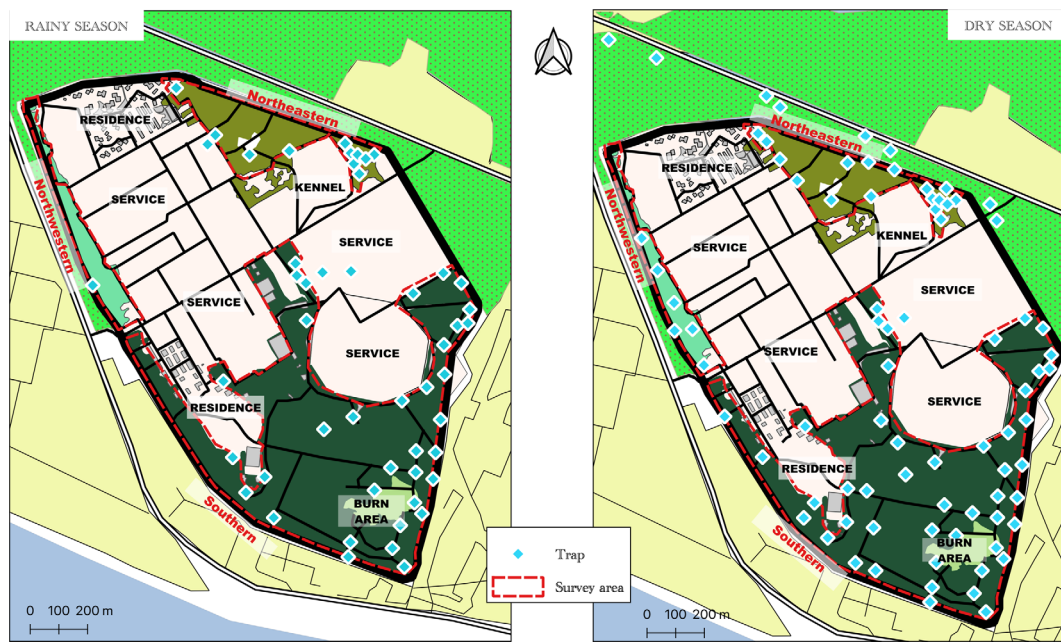 RAINY SEASON
Northeastern
RESIDENCE
Northwestern
SERVICE
KENNEL
SERVICE
SERVICE
SERVICE
RESIDENCE
Southern
BURN
AREA
0 100 200 m
DRY SEASON
Northeastern
RESIDENCE
Northwestern
SERVICE
KENNEL
SERVICE
SERVICE
SERVICE
RESIDENCE
Southern
BURN
AREA
0 100 200 m
Trap
Survey area